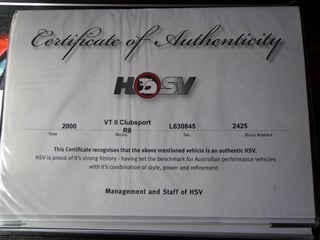 Certificate of Authenticity
HSV
2000
VT II Clubsport R8
L630845
2425
YEAR
MODEL
TAG
BUILD NUMBER
This Certificate recognises that the above mentioned vehicle is an authentic HSV.
HSV is proud of it's strong history - having set the benchmark for Australian performance vehicles
with it's combination of style, power and refinement.
Management and Staff of HSV